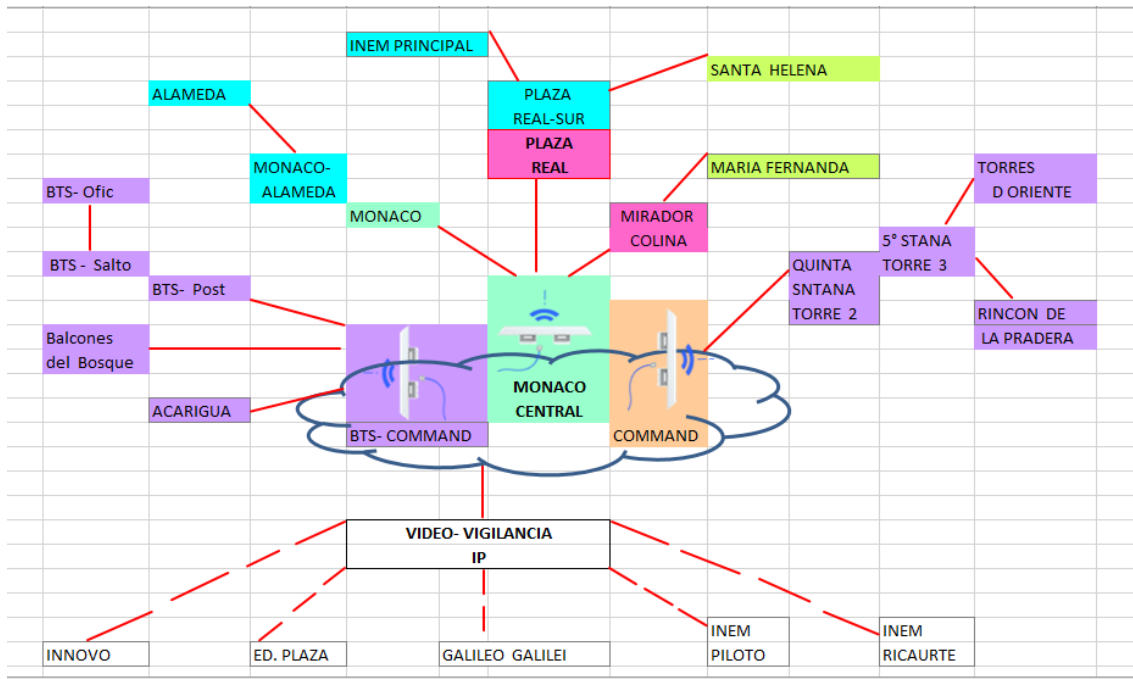 INEM PRINCIPAL
SANTA HELENA
ALAMEDA
PLAZA
REAL-SUR
PLAZA
REAL
MONACO-
ALAMEDA
MARIA FERNANDA
TORRES
D ORIENTE
BTS- Ofic
MONACO
MIRADOR
COLINA
5° STANA
TORRE 3
BTS - Salto
QUINTA
SNTANA
TORRE 2
BTS- Post
RINCON DE
LA PRADERA
Balcones
del Bosque
MONACO
CENTRAL
ACARIGUA
BTS- COMMAND
COMMAND
VIDEO- VIGILANCIA
IP
INNOVO
ED. PLAZA
GALILEO GALILEI
INEM
PILOTO
INEM
RICAURTE